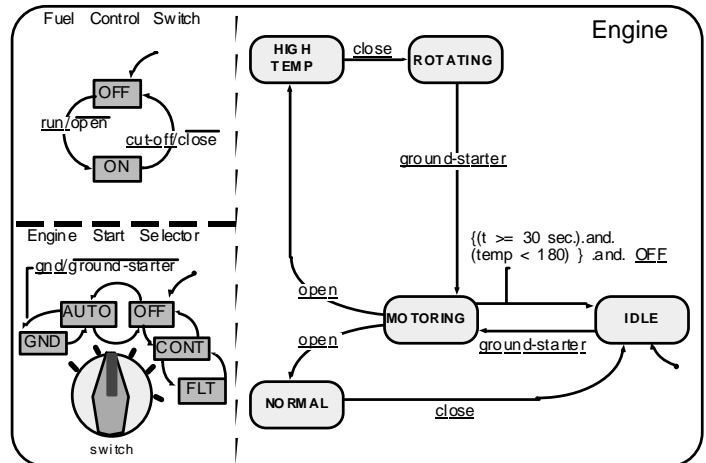 Fuel Control Switch
OFF
run/open
cut-off/close
ON
Engine Start Selector
gnd/ground-starter
AUTO
OFF
GND
CONT
FLT
switch
Engine
HIGH
TEMP
close
ROTATING
ground-starter
{(t >= 30 sec.).and.
(temp < 180) } .and. OFF
open
MOTORING
IDLE
ground-starter
open
NORMAL
close